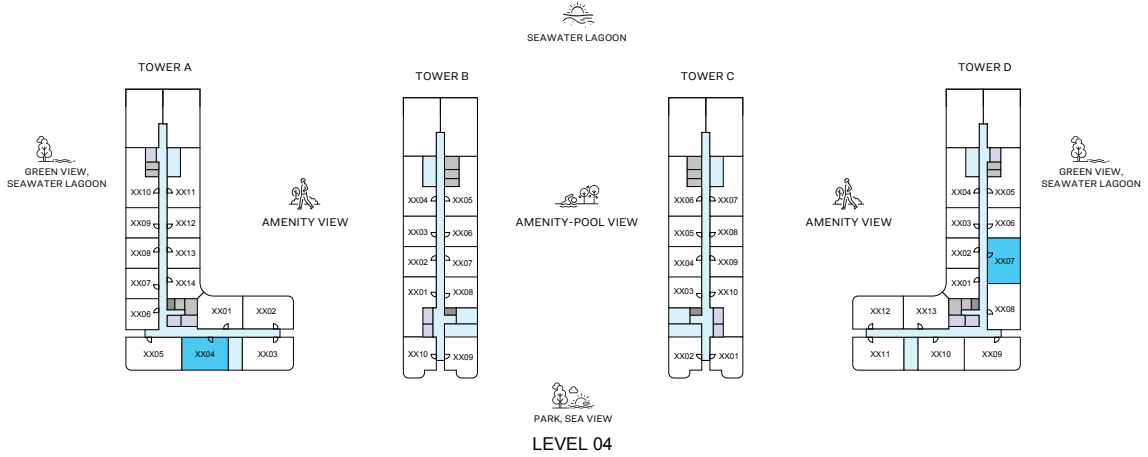 SEAWATER LAGOON
TOWER A
TOWER B
TOWER C
TOWER D
GREEN VIEW,
SEAWATER LAGOON
AMENITY VIEW
AMENITY-POOL VIEW
AMENITY VIEW
GREEN VIEW,
SEAWATER LAGOON
XX10 XX11
XX09 XX12
XX08 XX13
XX07 XX14
XX06 XX01 XX02
XX05 XX04 XX03
XX04 XX05
XX03 XX06
XX02 XX07
XX01 XX08
XX10 XX09
XX06 XX07
XX05 XX08
XX04 XX09
XX03 XX10
XX02 XX01
XX04 XX05
XX03 XX06
XX02 XX07
XX01
XX12 XX13 XX08
XX11 XX10 XX09
PARK, SEA VIEW
LEVEL 04